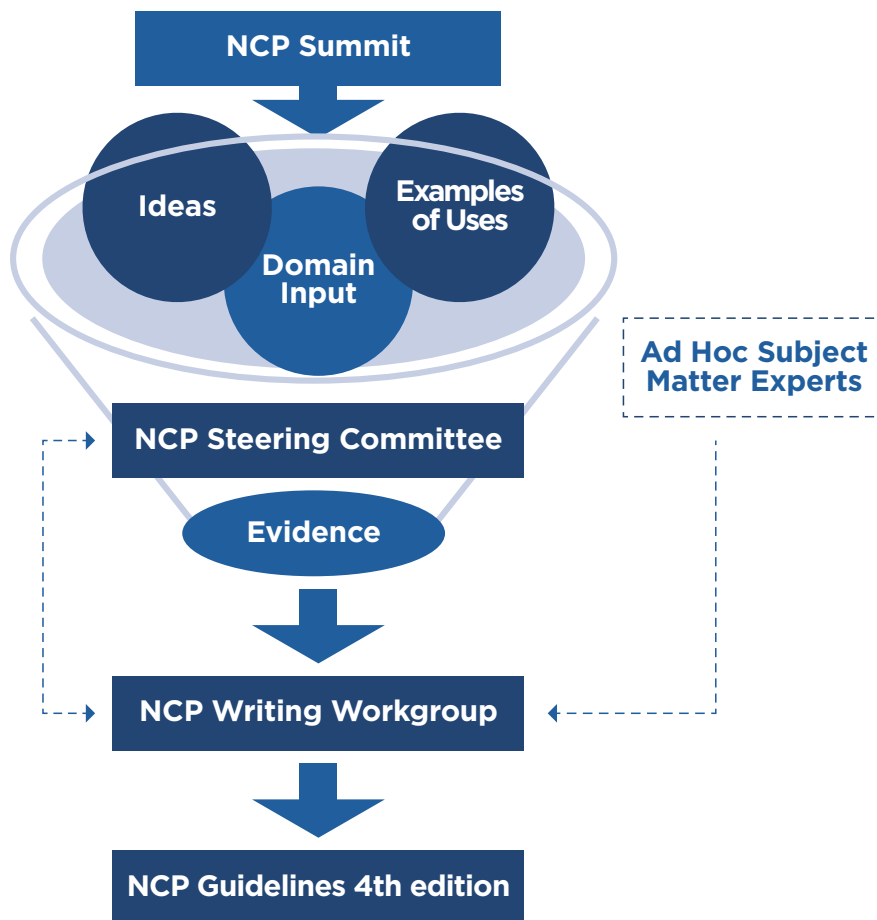 NCP Summit
Ideas
Examples
of Uses
Domain
Input
Ad Hoc Subject
Matter Experts
NCP Steering Committee
Evidence
NCP Writing Workgroup
NCP Guidelines 4th edition